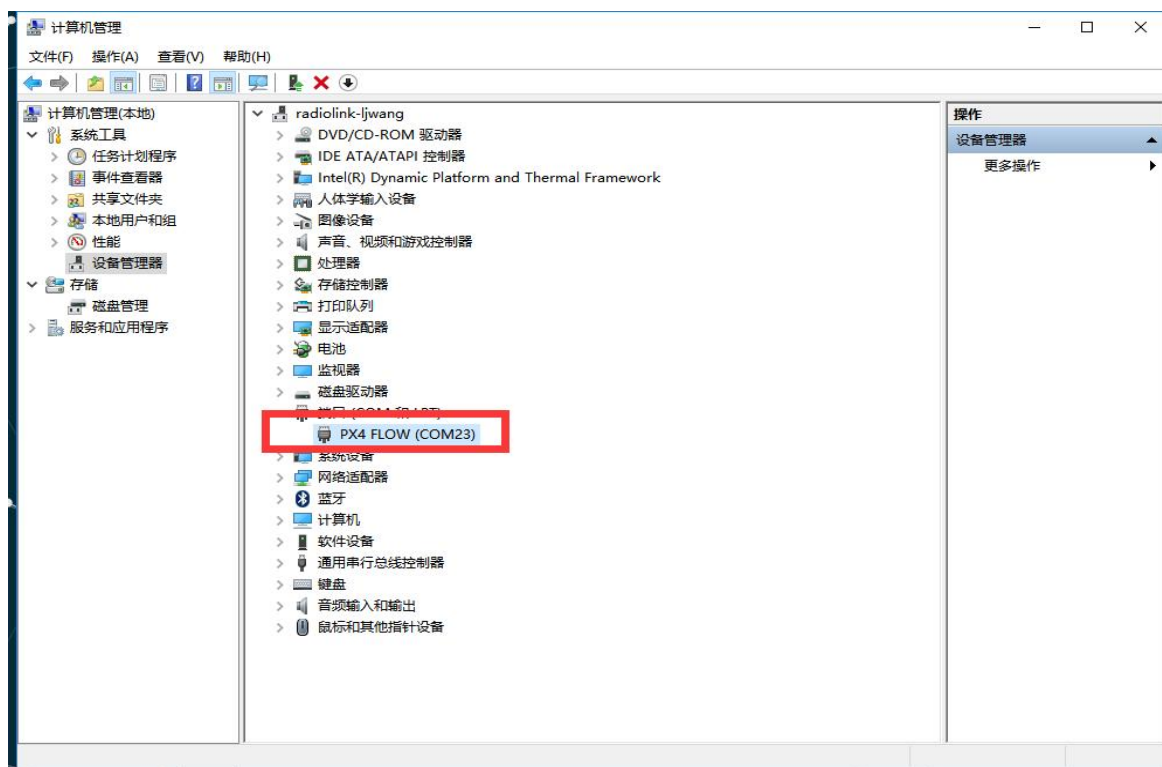 计算机管理
文件(F) 操作(A) 查看(V) 帮助(H)
计算机管理(本地)
系统工具
任务计划程序
事件查看器
共享文件夹
本地用户和组
性能
设备管理器
存储
磁盘管理
服务和应用程序
radiolink-ljwang
DVD/CD-ROM 驱动器
IDE ATA/ATAPI 控制器
Intel(R) Dynamic Platform and Thermal Framework
人体学输入设备
图像设备
声音、视频和游戏控制器
处理器
存储控制器
打印队列
显示适配器
电池
监视器
磁盘驱动器
端口 (COM 和 LPT)
PX4 FLOW (COM23)
系统设备
网络适配器
蓝牙
计算机
软件设备
通用串行总线控制器
键盘
音频输入和输出
鼠标和其他指针设备
操作
设备管理器
更多操作